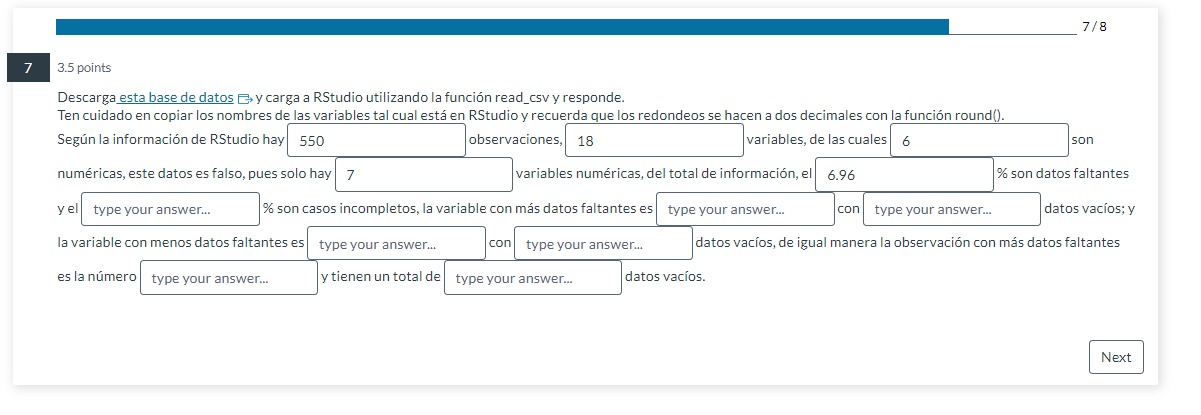 7 / 8
7 3.5 points
Descarga esta base de datos y carga a RStudio utilizando la función read_csv y responde.
Ten cuidado en copiar los nombres de las variables tal cual está en RStudio y recuerda que los redondeos se hacen a dos decimales con la función round().
Según la información de RStudio hay 550 observaciones, 18 variables, de las cuales 6 son
numéricas, este datos es falso, pues solo hay 7 variables numéricas, del total de información, el 6.96 % son datos faltantes
y el type your answer... % son casos incompletos, la variable con más datos faltantes es type your answer... con type your answer... datos vacíos; y
la variable con menos datos faltantes es type your answer... con type your answer... datos vacíos, de igual manera la observación con más datos faltantes
es la número type your answer... y tienen un total de type your answer... datos vacíos.
Next